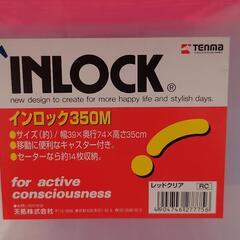 TENMA
INLOCK®
new design to create for more happy life and stylish days.
インロック350M
●サイズ(約)/幅39×奥行74×高さ35cm
●移動に便利なキャスター付き。
●セーターなら約14枚収納。
for active
consciousness
天馬株式会社
レッドクリア
RC
4904746277756